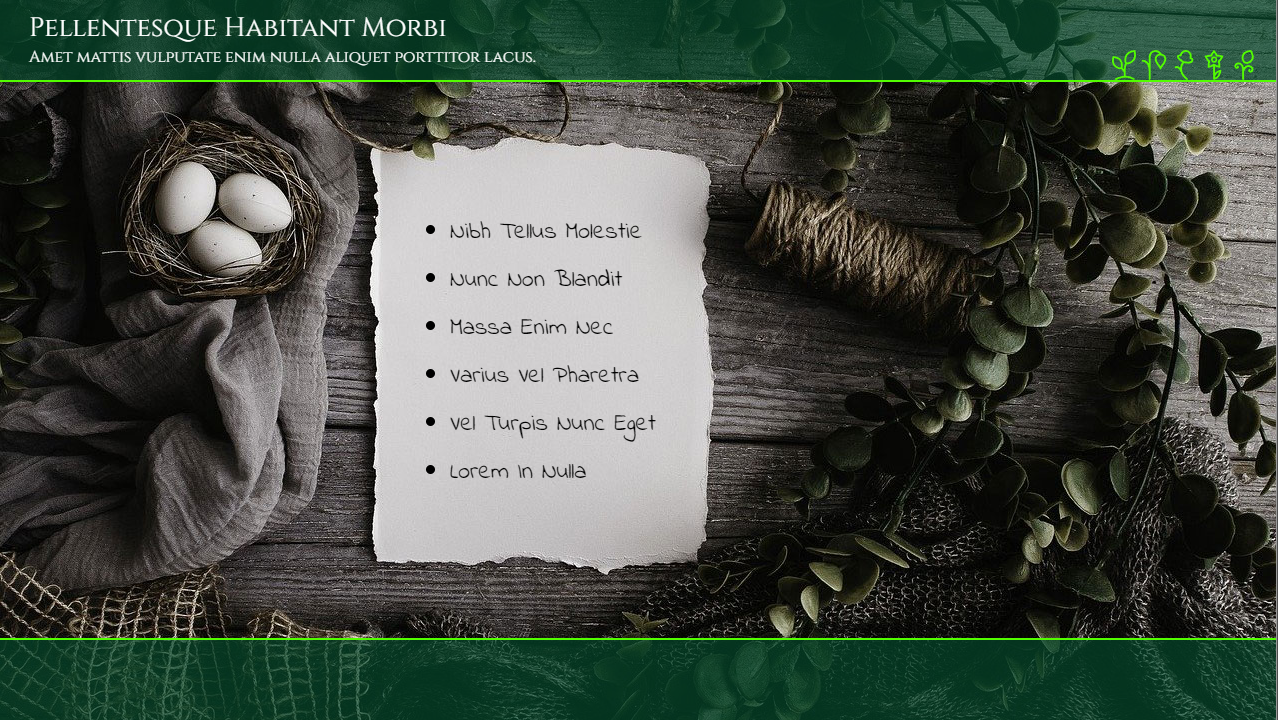 Pellentesque Habitant Morbi
Amet mattis vulputate enim nulla aliquet porttitor lacus.
• Nibh Tellus Molestie
• Nunc Non Blandit
• Massa Enim Nec
• Varius Vel Pharetra
• Vel Turpis Nunc Eget
• Lorem In Nulla